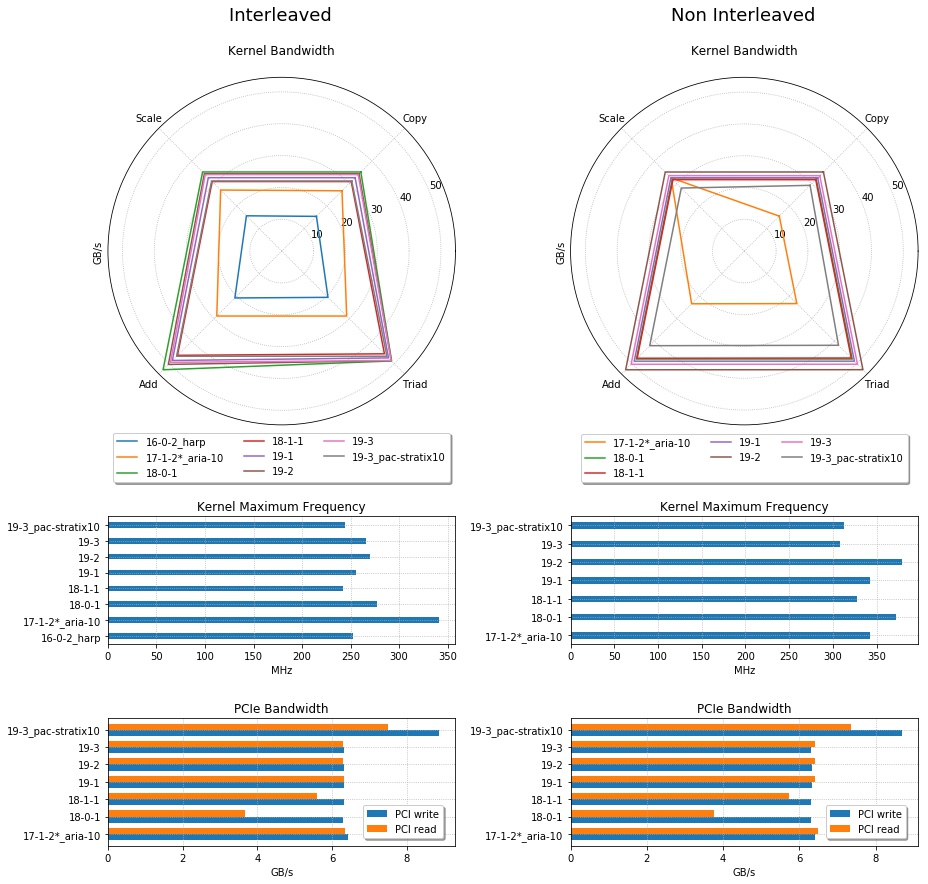 Interleaved
Non Interleaved
Kernel Bandwidth
Kernel Bandwidth
Scale
Copy
Scale
Copy
50
40
30
20
10
50
40
30
20
10
GB/s
GB/s
Add
Triad
Add
Triad
16-0-2_harp
17-1-2*_aria-10
18-0-1
18-1-1
19-1
19-2
19-3
19-3_pac-stratix10
17-1-2*_aria-10
18-0-1
18-1-1
19-1
19-2
19-3
19-3_pac-stratix10
Kernel Maximum Frequency
19-3_pac-stratix10
19-3
19-2
19-1
18-1-1
18-0-1
17-1-2*_aria-10
16-0-2_harp
0 50 100 150 200 250 300 350
MHz
Kernel Maximum Frequency
19-3_pac-stratix10
19-3
19-2
19-1
18-1-1
18-0-1
17-1-2*_aria-10
0 50 100 150 200 250 300 350
MHz
PCIe Bandwidth
19-3_pac-stratix10
19-3
19-2
19-1
18-1-1
18-0-1
17-1-2*_aria-10
PCI write
PCI read
0 2 4 6 8
GB/s
PCIe Bandwidth
19-3_pac-stratix10
19-3
19-2
19-1
18-1-1
18-0-1
17-1-2*_aria-10
PCI write
PCI read
0 2 4 6 8
GB/s